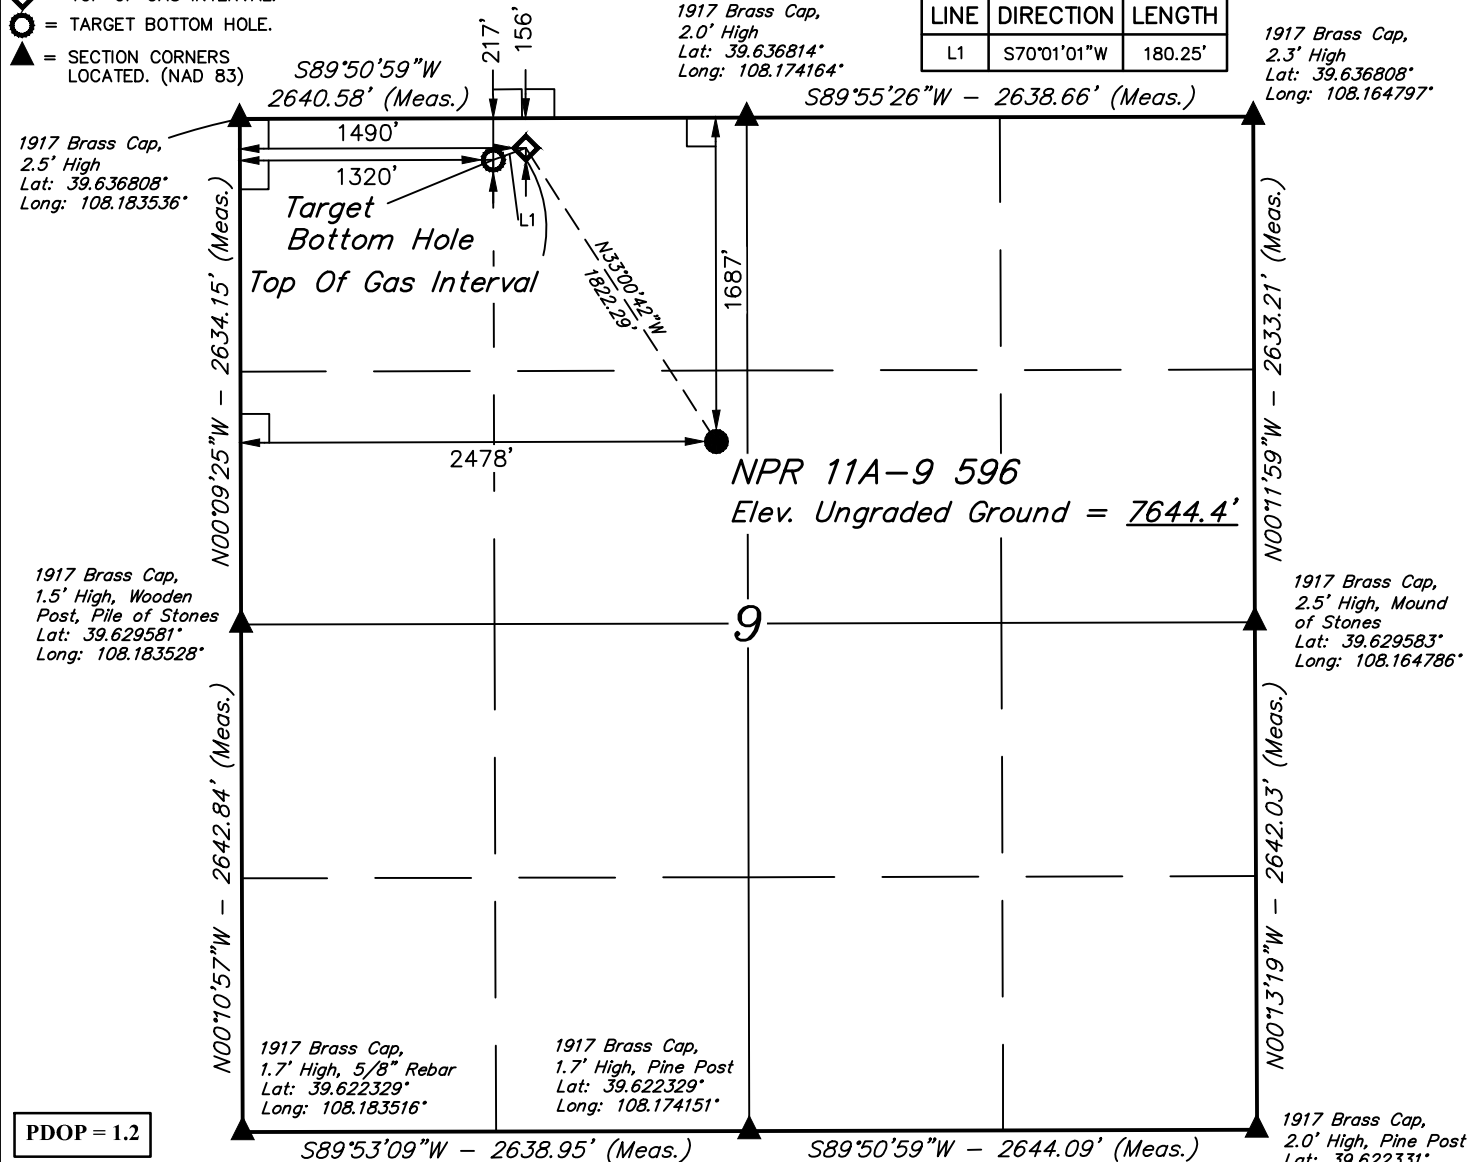 = TOP OF GAS INTERVAL.
= TARGET BOTTOM HOLE.
= SECTION CORNERS
LOCATED. (NAD 83)
LINE DIRECTION LENGTH
L1 S70°01'01"W 180.25'
217'
156'
1917 Brass Cap,
2.0' High
Lat: 39.636814°
Long: 108.174164°
1917 Brass Cap,
2.3' High
Lat: 39.636808°
Long: 108.164797°
S89°50'59"W
2640.58' (Meas.)
S89°55'26"W - 2638.66' (Meas.)
1917 Brass Cap,
2.5' High
Lat: 39.636808°
Long: 108.183536°
1490'
1320'
Target
Bottom Hole
L1
Top Of Gas Interval
N33°00'42"W
1822.29'
1687'
N00°09'25"W - 2634.15' (Meas.)
N00°11'59"W - 2633.21' (Meas.)
2478'
NPR 11A-9 596
Elev. Ungraded Ground = 7644.4'
1917 Brass Cap,
1.5' High, Wooden
Post, Pile of Stones
Lat: 39.629581°
Long: 108.183528°
9
1917 Brass Cap,
2.5' High, Mound
of Stones
Lat: 39.629583°
Long: 108.164786°
N00°10'57"W - 2642.84' (Meas.)
N00°13'19"W - 2642.03' (Meas.)
1917 Brass Cap,
1.7' High, 5/8" Rebar
Lat: 39.622329°
Long: 108.183516°
1917 Brass Cap,
1.7' High, Pine Post
Lat: 39.622329°
Long: 108.174151°
PDOP = 1.2
S89°53'09"W - 2638.95' (Meas.)
S89°50'59"W - 2644.09' (Meas.)
1917 Brass Cap,
2.0' High, Pine Post
Lat: 39.622331°